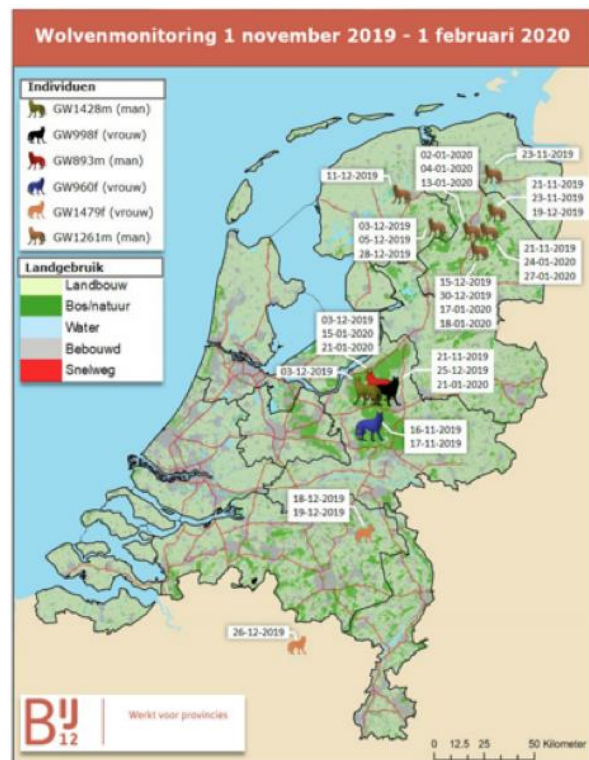 Wolvenmonitoring 1 november 2019 - 1 februari 2020
Individuen
GW1428m (man)
GW998f (vrouw)
GW893m (man)
GW960f (vrouw)
GW1479f (vrouw)
GW1261m (man)
Landgebruik
Landbouw
Bos/natuur
Water
Bebouwd
Snelweg
02-01-2020
04-01-2020
13-01-2020
23-11-2019
11-12-2019
21-11-2019
23-11-2019
19-12-2019
03-12-2019
05-12-2019
28-12-2019
21-11-2019
24-01-2020
27-01-2020
15-12-2019
30-12-2019
17-01-2020
18-01-2020
03-12-2019
15-01-2020
21-01-2020
03-12-2019
21-11-2019
25-12-2019
21-01-2020
16-11-2019
17-11-2019
18-12-2019
19-12-2019
26-12-2019
BIJ
12
Werkt voor provincies
0 12.5 25 50 Kilometer